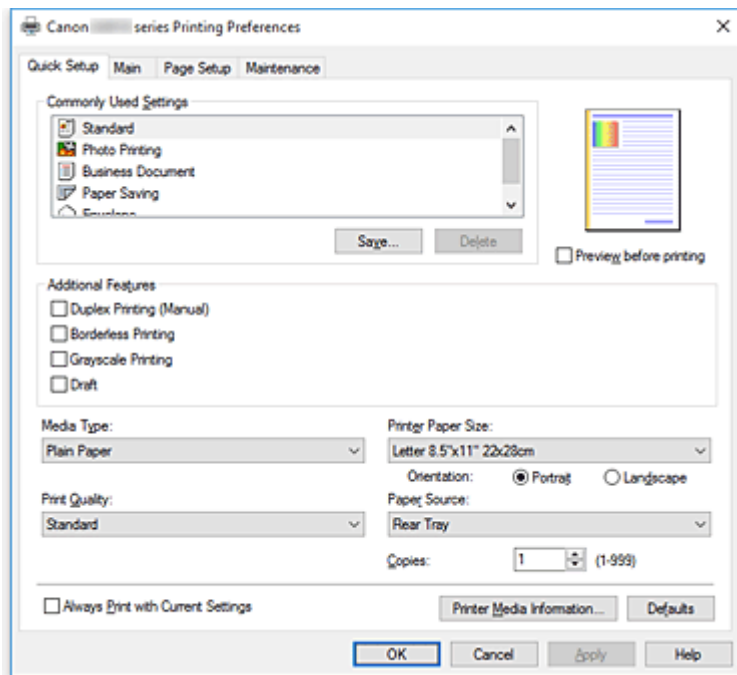 Canon series Printing Preferences
Quick Setup Main Page Setup Maintenance
Commonly Used Settings
Standard
Photo Printing
Business Document
Paper Saving
Envelope
Save... Delete
Preview before printing
Additional Features
Duplex Printing (Manual)
Borderless Printing
Grayscale Printing
Draft
Media Type:
Plain Paper
Printer Paper Size:
Letter 8.5"x11" 22x28cm
Orientation: Portrait Landscape
Print Quality:
Standard
Paper Source:
Rear Tray
Copies: 1 (1-999)
Always Print with Current Settings
Printer Media Information... Defaults
OK Cancel Apply Help